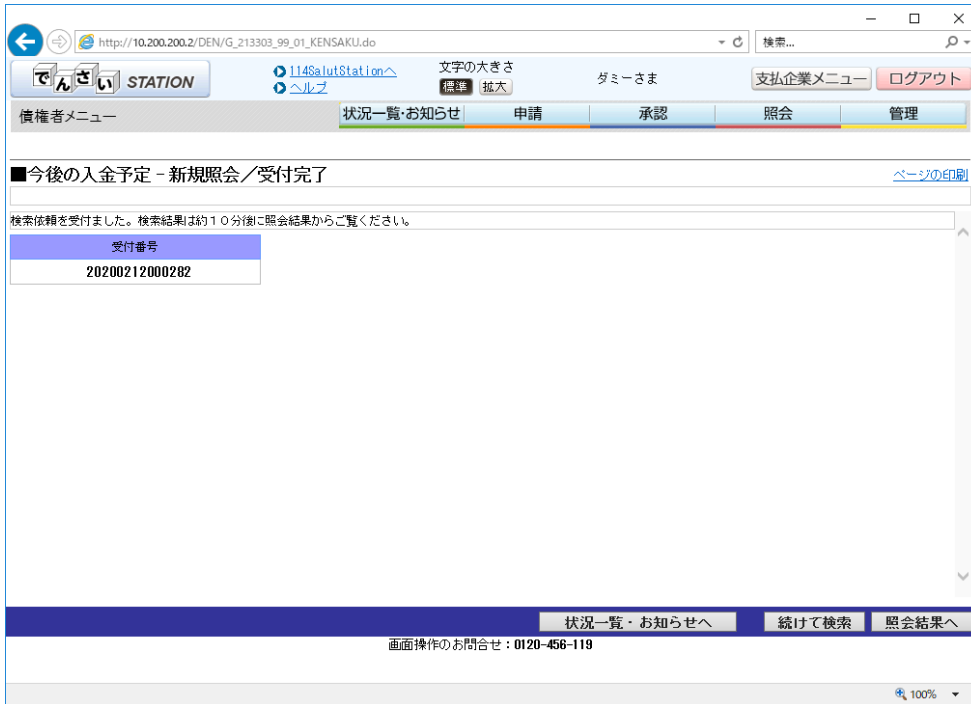 http://10.200.200.2/DEN/G_213303_99_01_KENSAKU.do
検索...
でんさい STATION
114SalutStationへ
ヘルプ
文字の大きさ
標準 拡大
ダミーさま
支払企業メニュー
ログアウト
債権者メニュー
状況一覧・お知らせ
申請
承認
照会
管理
■今後の入金予定－新規照会／受付完了
ページの印刷
検索依頼を受付ました。検索結果は約１０分後に照会結果からご覧ください。
受付番号
20200212000282
状況一覧・お知らせへ
続けて検索
照会結果へ
画面操作のお問合せ：0120-456-119
100%